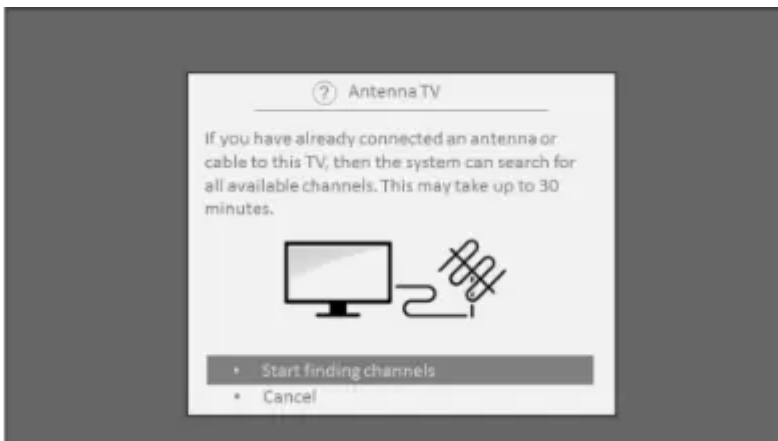 ? Antenna TV
If you have already connected an antenna or
cable to this TV, then the system can search for
all available channels. This may take up to 30
minutes.
• Start finding channels
• Cancel